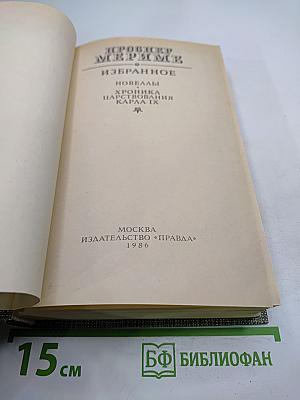 ПРОСПЕР
МЕРИМЕ
ИЗБРАННОЕ
НОВЕЛЛЫ
ХРОНИКА
ЦАРСТВОВАНИЯ
КАРЛА IX
МОСКВА
ИЗДАТЕЛЬСТВО «ПРАВДА»
1986
15 см
БФ БИБЛИОФАН